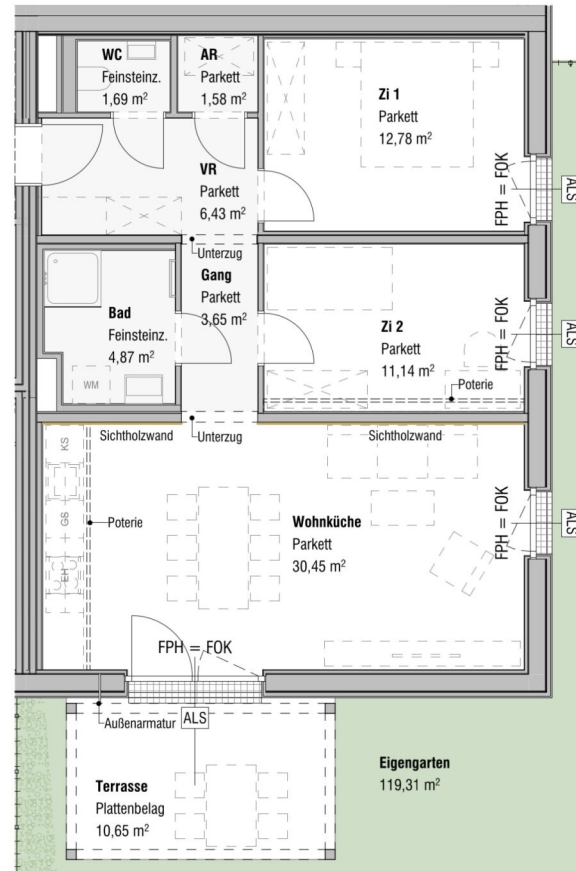 WC
Feinsteinz.
1,69 m²
AR
Parkett
1,58 m²
Zi 1
Parkett
12,78 m²
FPH = FOK
ALS
VR
Parkett
6,43 m²
Unterzug
Gang
Parkett
3,65 m²
Bad
Feinsteinz.
4,87 m²
WM
Zi 2
Parkett
11,14 m²
FPH = FOK
ALS
Poterie
Sichtholzwand
Unterzug
Sichtholzwand
KS
GS
EH
Poterie
Wohnküche
Parkett
30,45 m²
FPH = FOK
ALS
FPH = FOK
Außenarmatur
ALS
Terrasse
Plattenbelag
10,65 m²
Eigengarten
119,31 m²